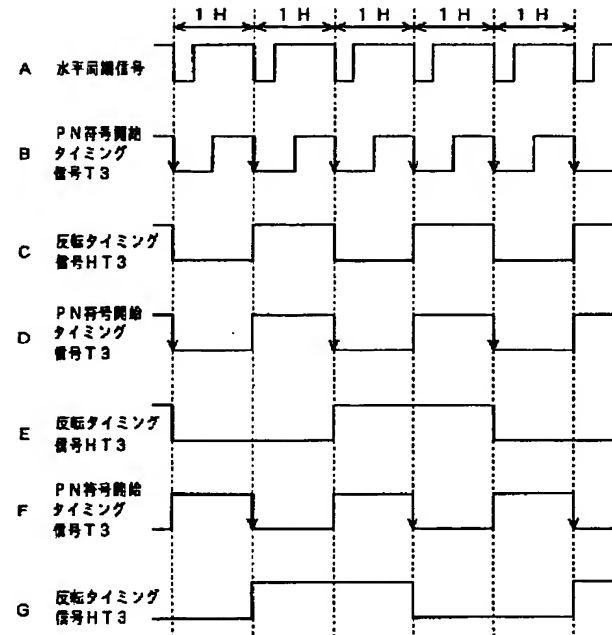 1H 1H 1H 1H 1H
A 水平同期信号
PN符号開始
B タイミング
信号T3
C 反転タイミング
信号HT3
PN符号開始
D タイミング
信号T3
E 反転タイミング
信号HT3
PN符号開始
F タイミング
信号T3
G 反転タイミング
信号HT3